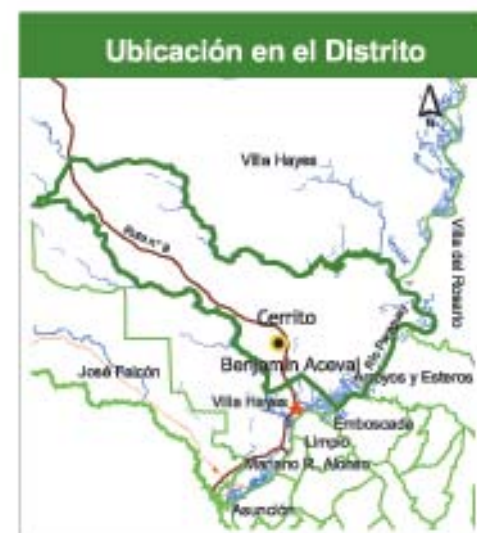 Ubicación en el Distrito
N
Villa Hayes
Ruta nº 9
Villa del Rosario
Cerrito
Río Paraguay
Benjamín Aceval
José Falcón
Arroyos y Esteros
Villa Hayes
Emboscada
Limpio
Mariano R. Alonso
Asunción